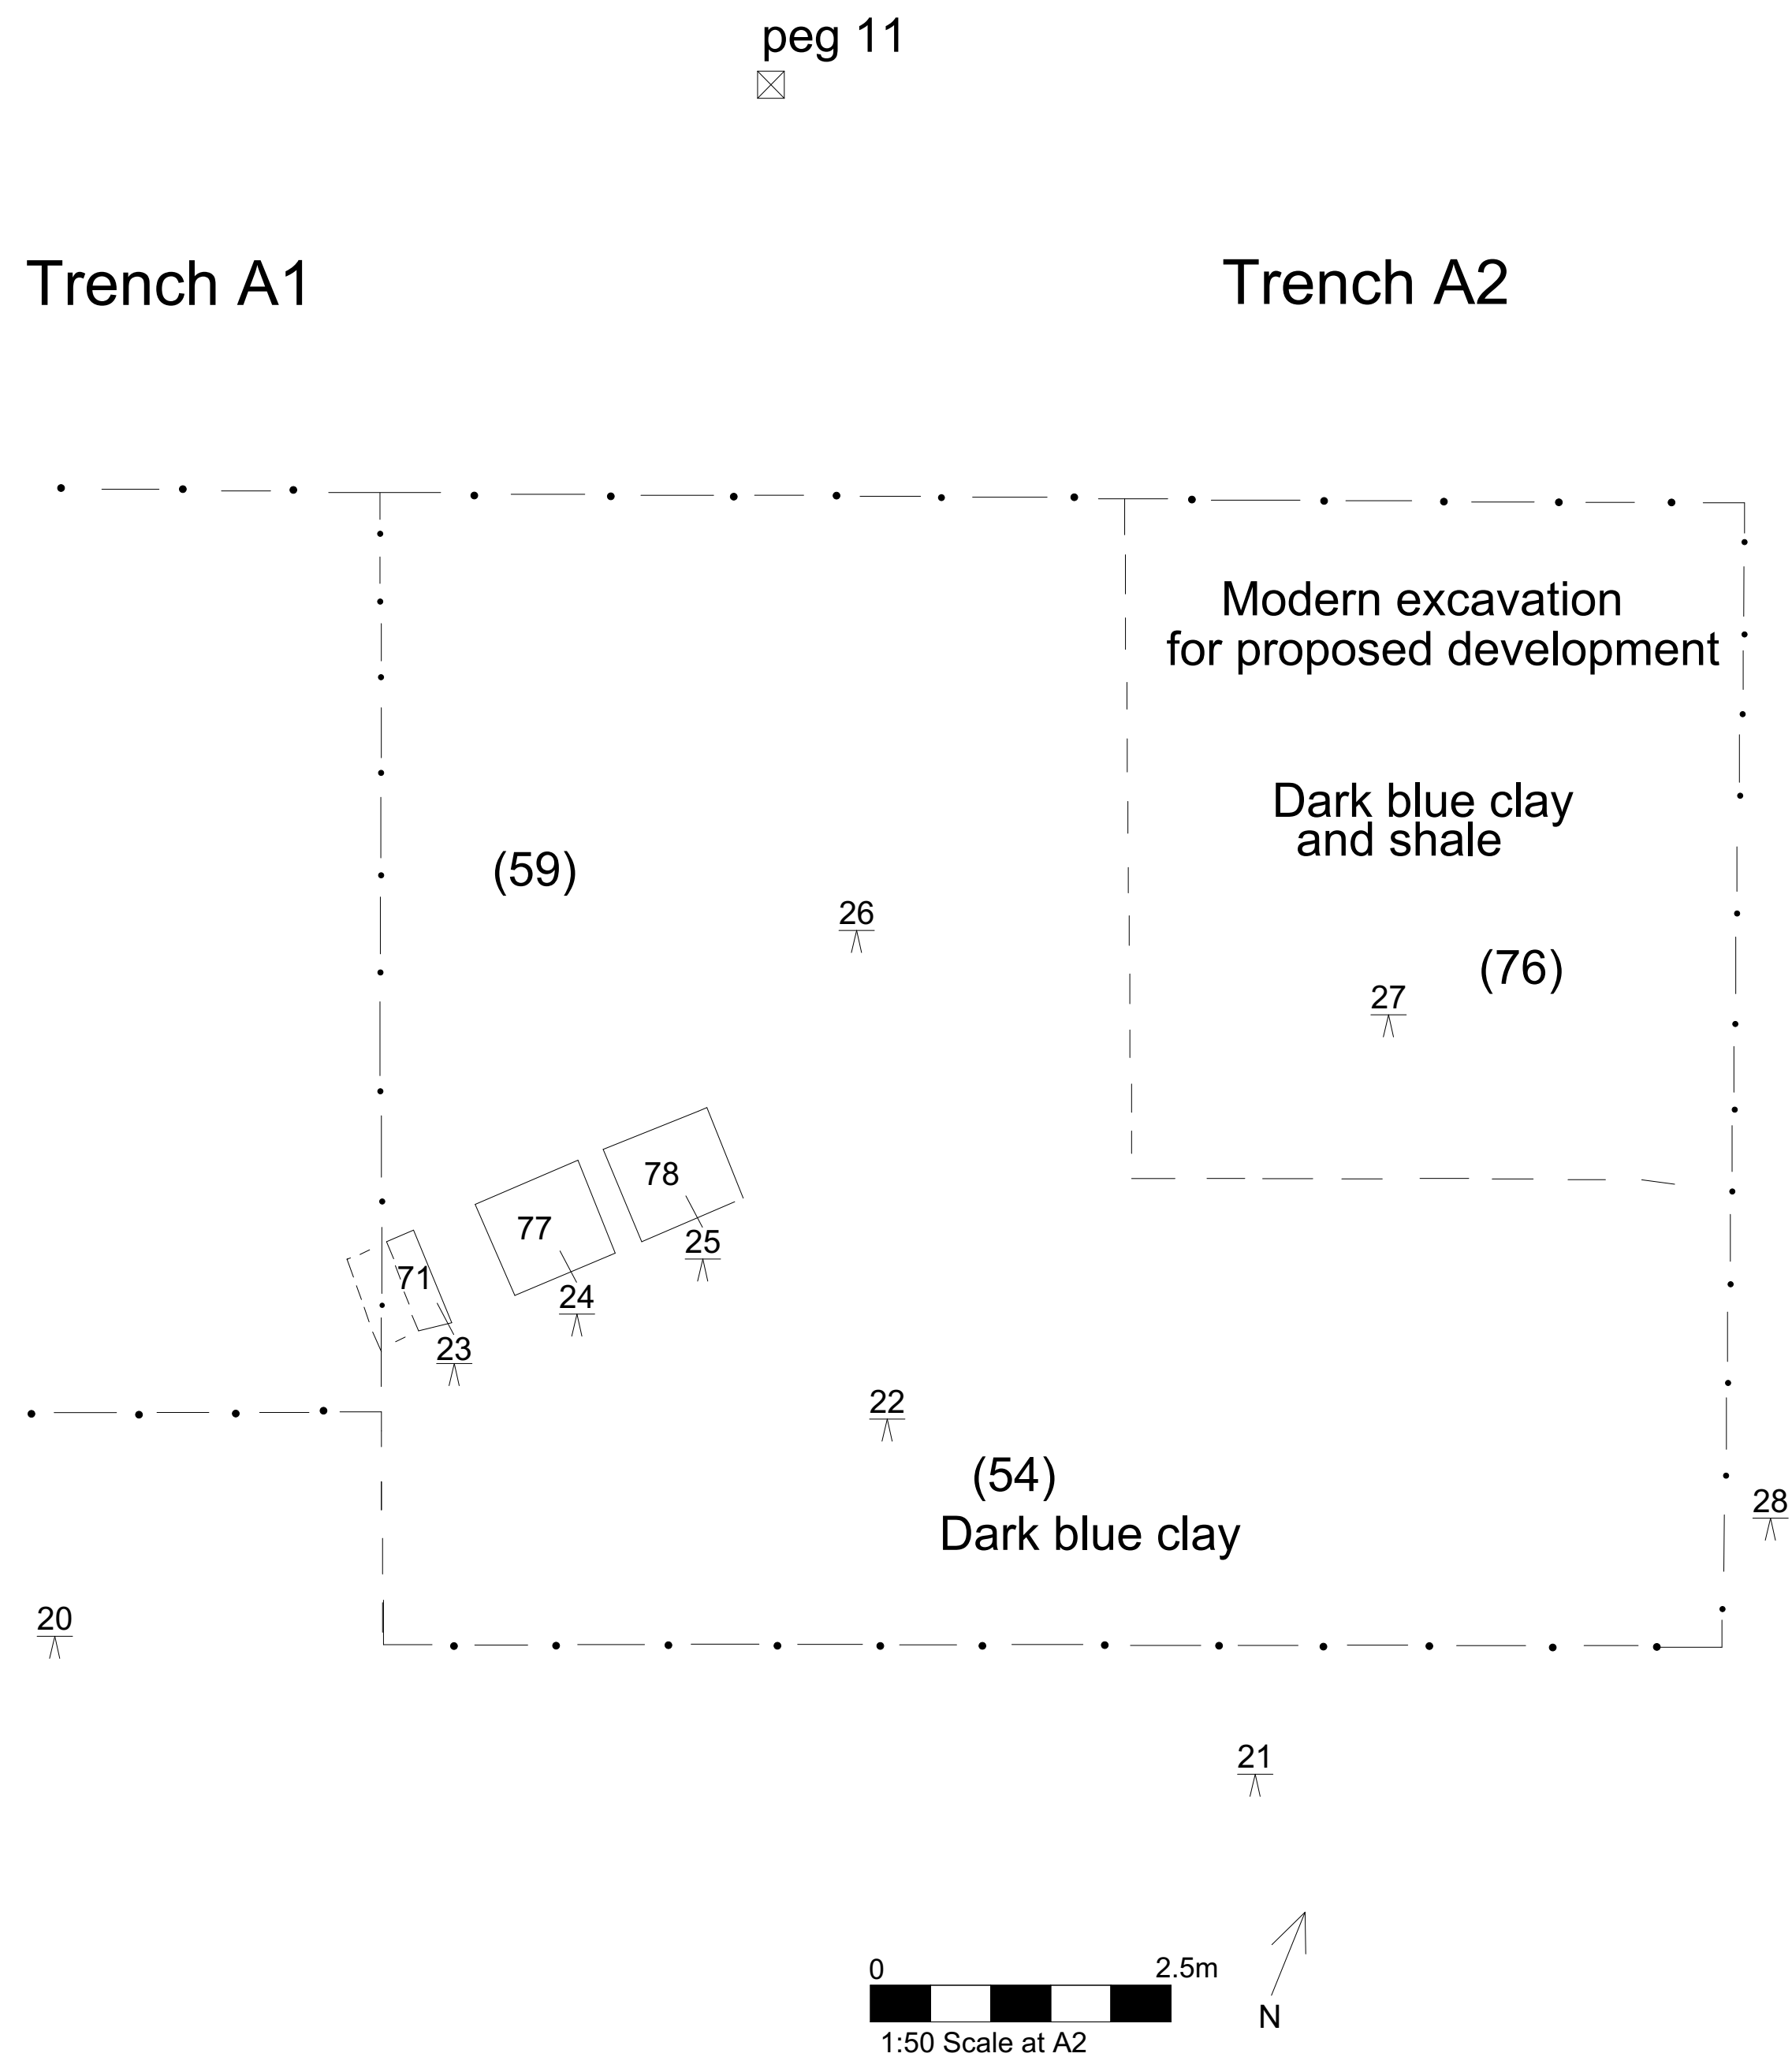 peg 11
Trench A1
Trench A2
Modern excavation
for proposed development
Dark blue clay
and shale
(59)
26
(76)
27
78
77
25
71
24
23
22
(54)
28
Dark blue clay
20
21
0
2.5m
N
1:50 Scale at A2